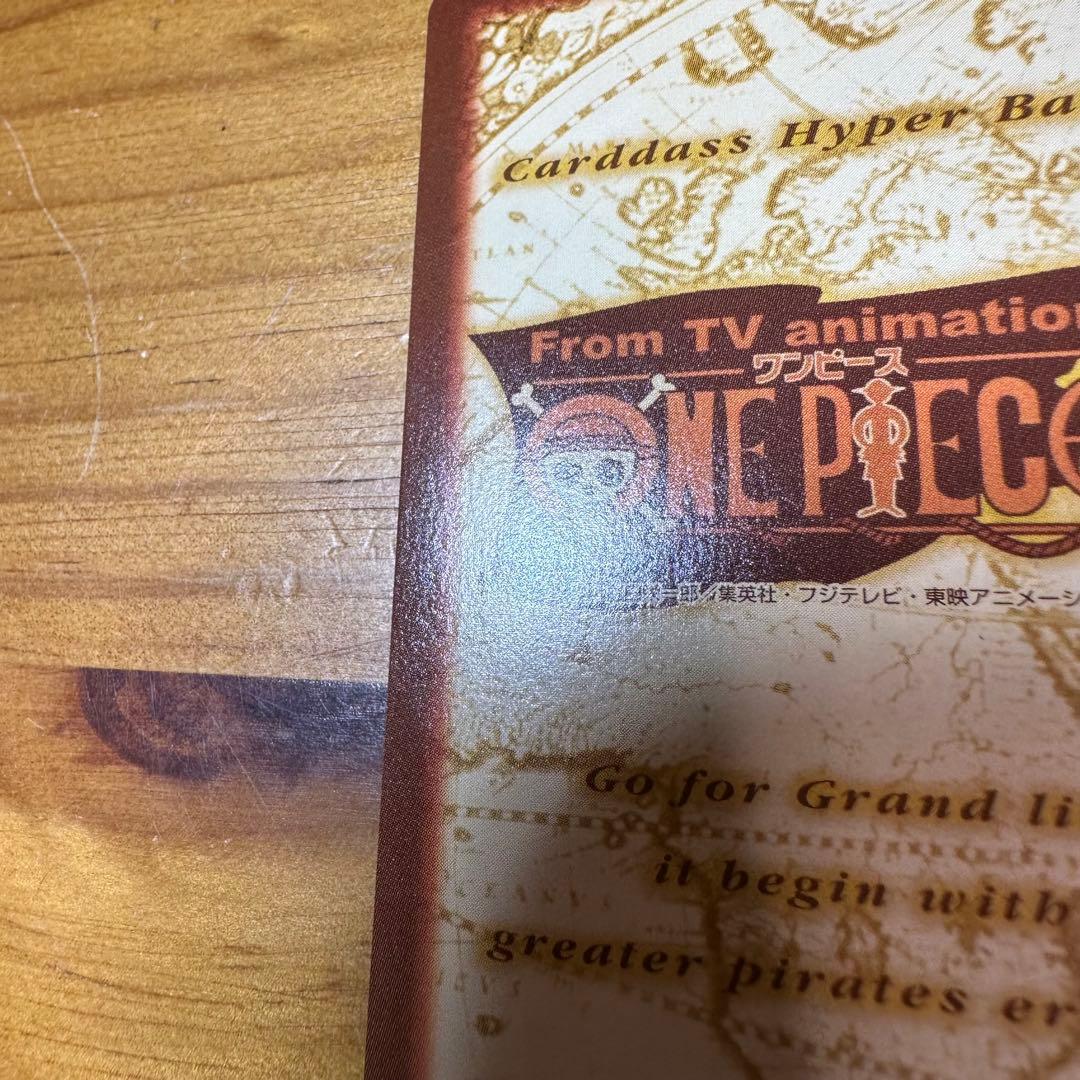 Carddass Hyper Ba
TLAN
From TV animation
ワンピース
ONE PIECE
郎/集英社・フジテレビ・東映アニメーシ
Go for Grand li
it begin with
greater pirates er